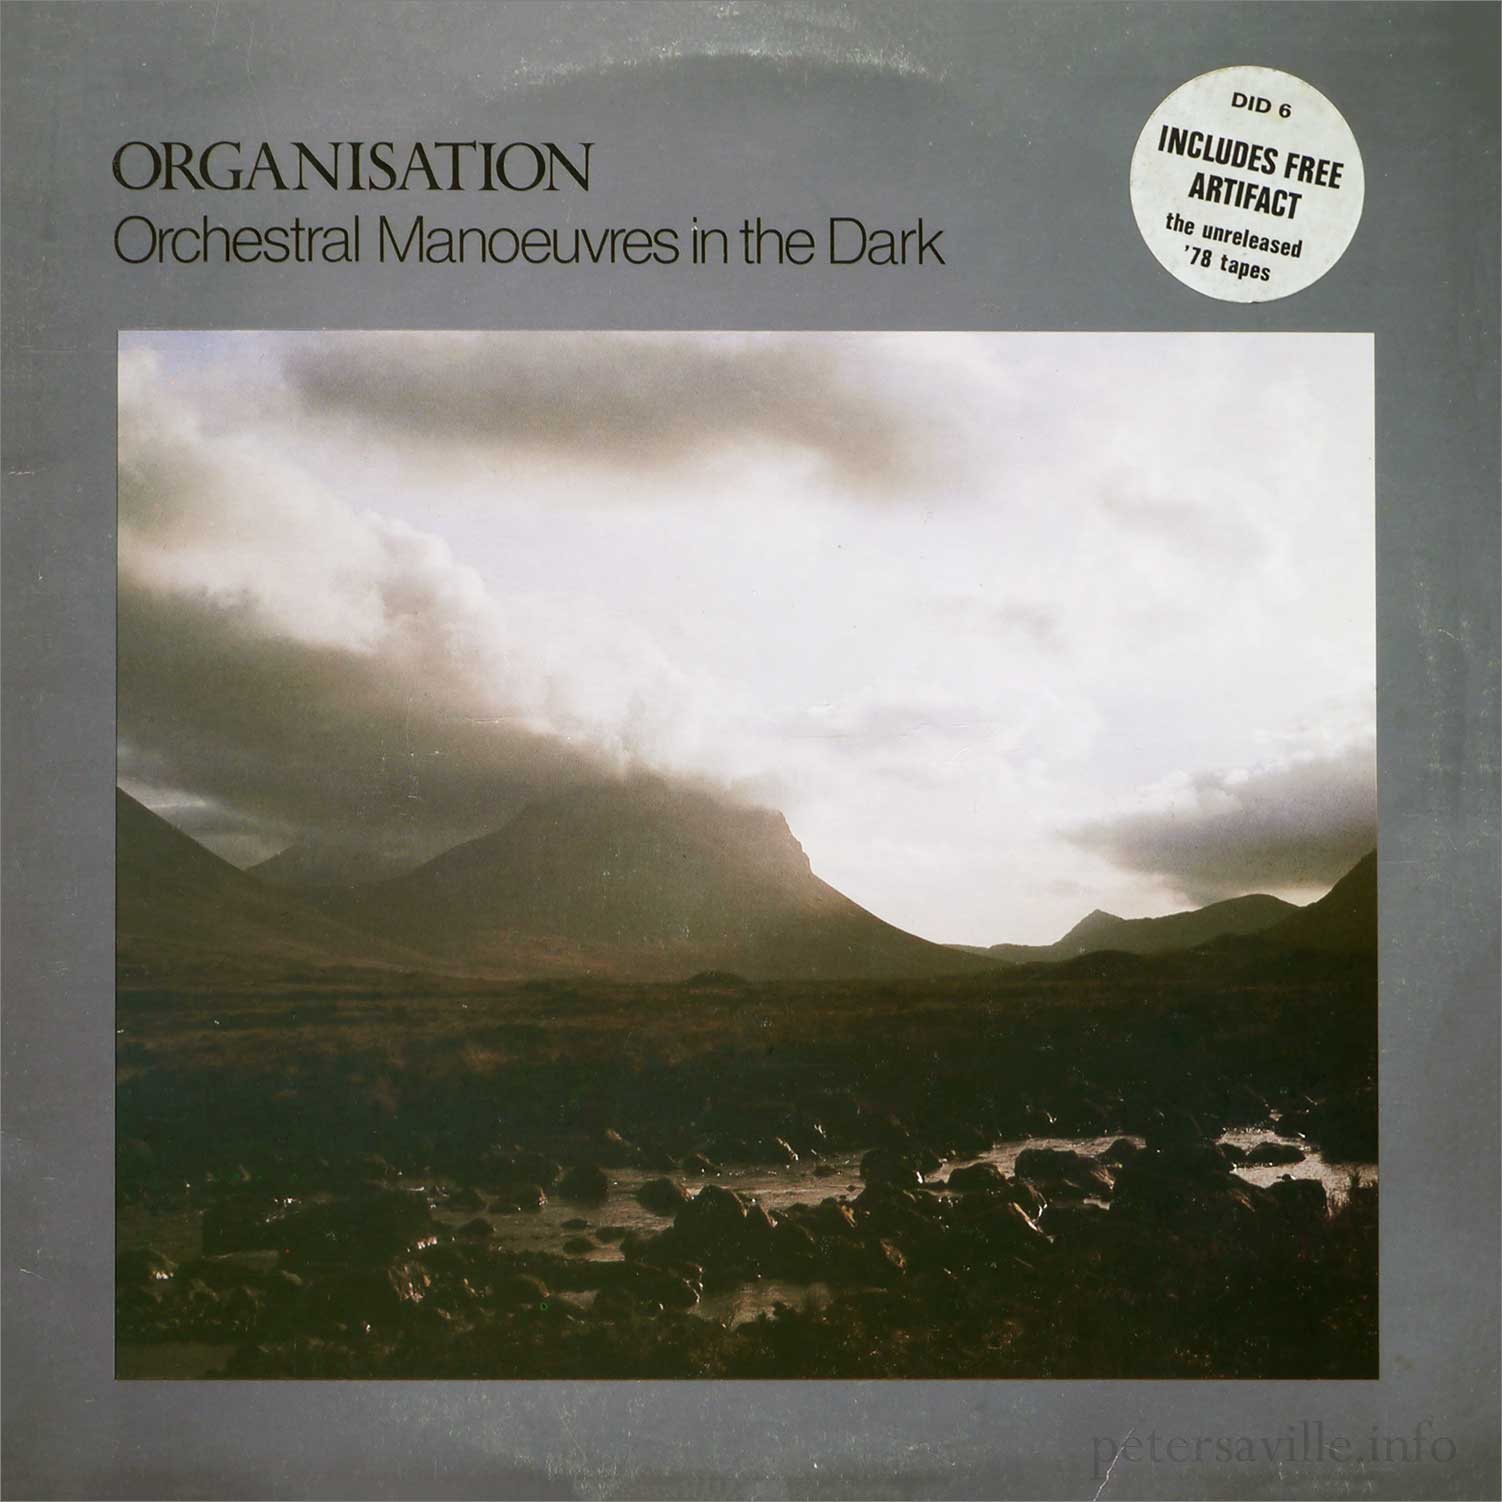 ORGANISATION
Orchestral Manoeuvres in the Dark
DID 6
INCLUDES FREE
ARTIFACT
the unreleased
'78 tapes
petersaville.info